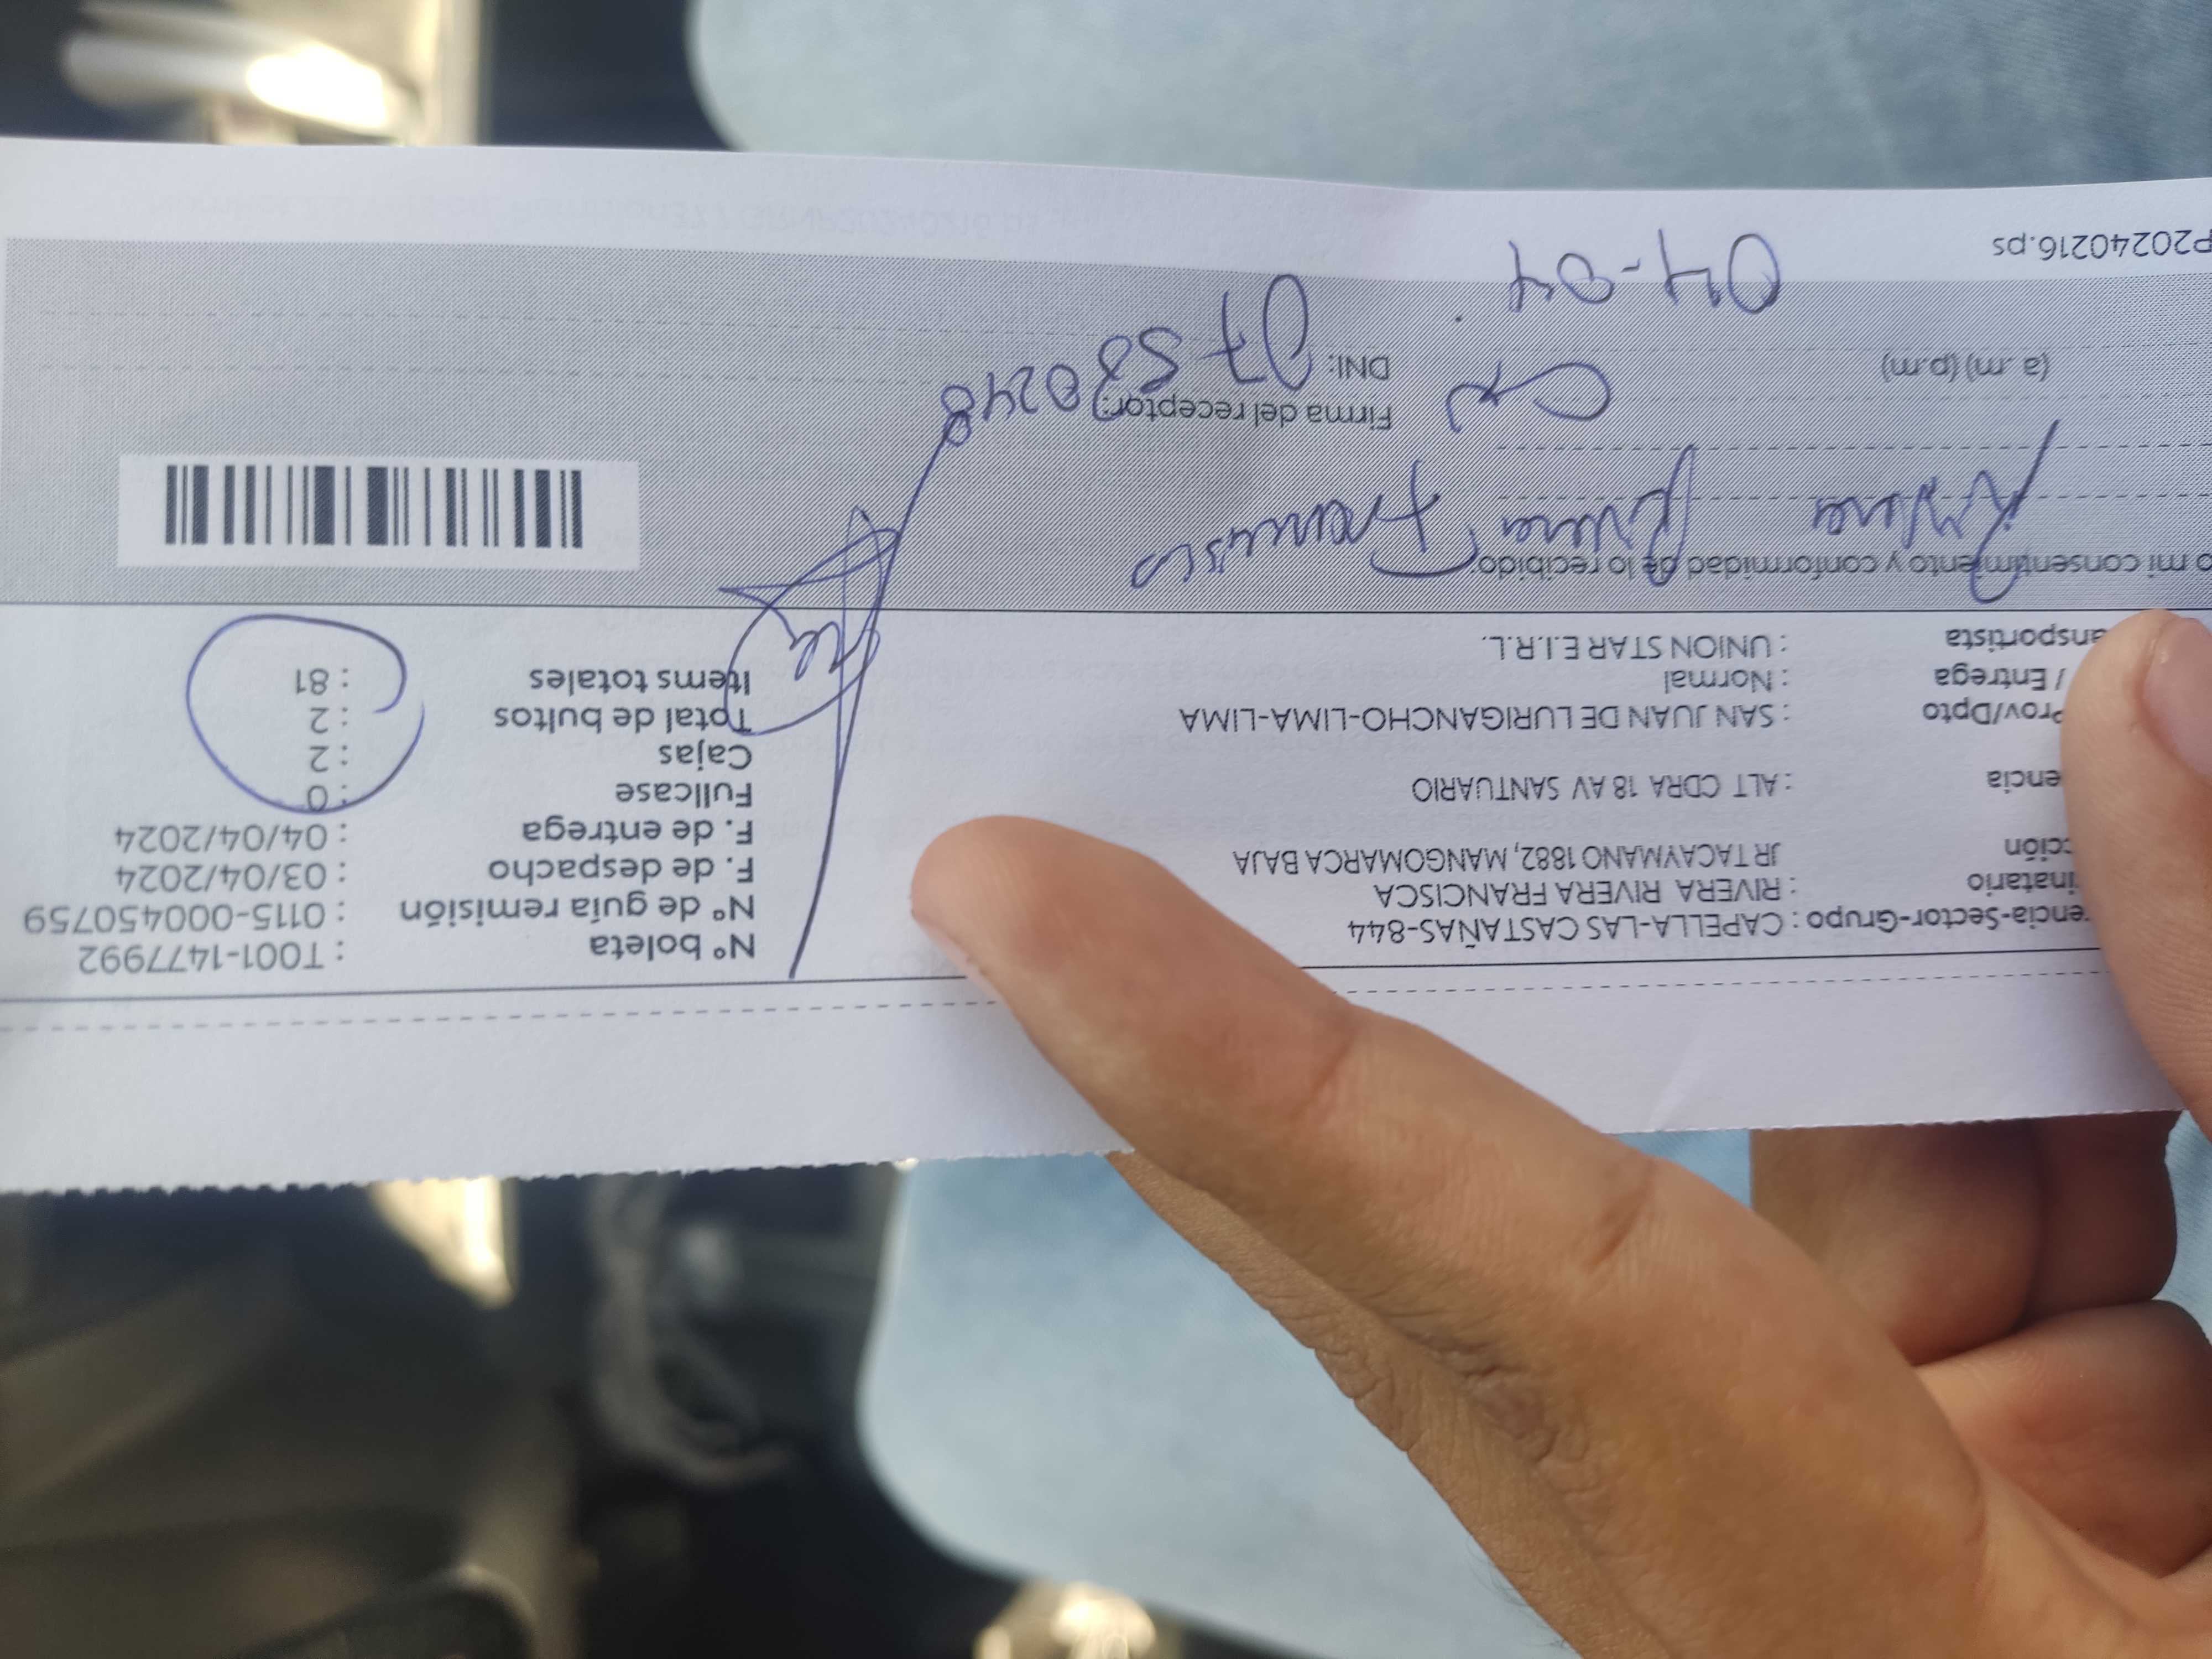 Nº boleta : T001-1477992
Nº de guía remisión : 0115-000450759
F. de despacho : 03/04/2024
F. de entrega : 04/04/2024
Fullcase : 0
Cajas : 2
Total de bultos : 2
Items totales : 81
encia-Sector-Grupo : CAPELLA-LAS CASTAÑAS-844
inatario : RIVERA RIVERA FRANCISCA
cción JR TACAYMANO 1882, MANGOMARCA BAJA
encia : ALT CDRA 18 AV SANTUARIO
Prov/Dpto : SAN JUAN DE LURIGANCHO-LIMA-LIMA
/ Entrega : Normal
ansportista : UNION STAR E.I.R.L.
o mi consentimiento y conformidad de lo recibido.
Rivera Rivera Francisca
Firma del receptor:
(a.m) (p.m)
DNI: 07530248
04-04
P20240216.ps